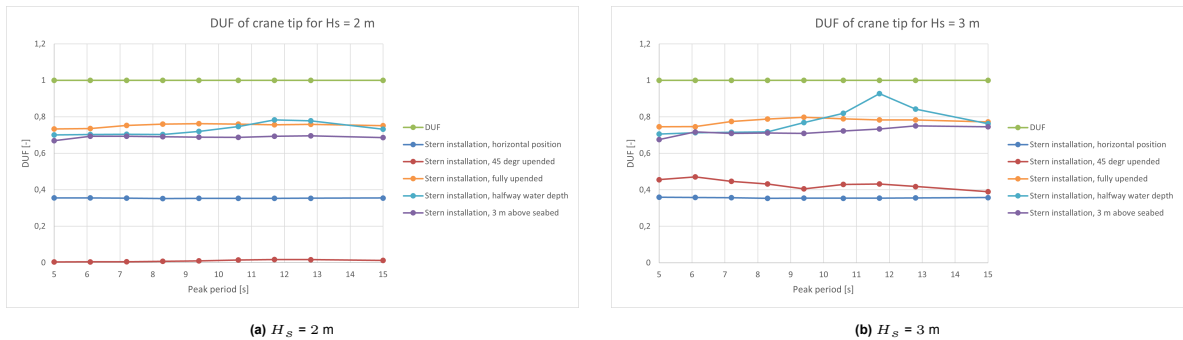 DUF of crane tip for Hs = 2 m
1,2
1
0,8
0,6
0,4
0,2
0
DUF [-]
5 6 7 8 9 10 11 12 13 14 15
Peak period [s]
DUF
Stern installation, horizontal position
Stern installation, 45 degr upended
Stern installation, fully upended
Stern installation, halfway water depth
Stern installation, 3 m above seabed
(a) Hs = 2 m
DUF of crane tip for Hs = 3 m
1,2
1
0,8
0,6
0,4
0,2
0
DUF [-]
5 6 7 8 9 10 11 12 13 14 15
Peak period [s]
DUF
Stern installation, horizontal position
Stern installation, 45 degr upended
Stern installation, fully upended
Stern installation, halfway water depth
Stern installation, 3 m above seabed
(b) Hs = 3 m